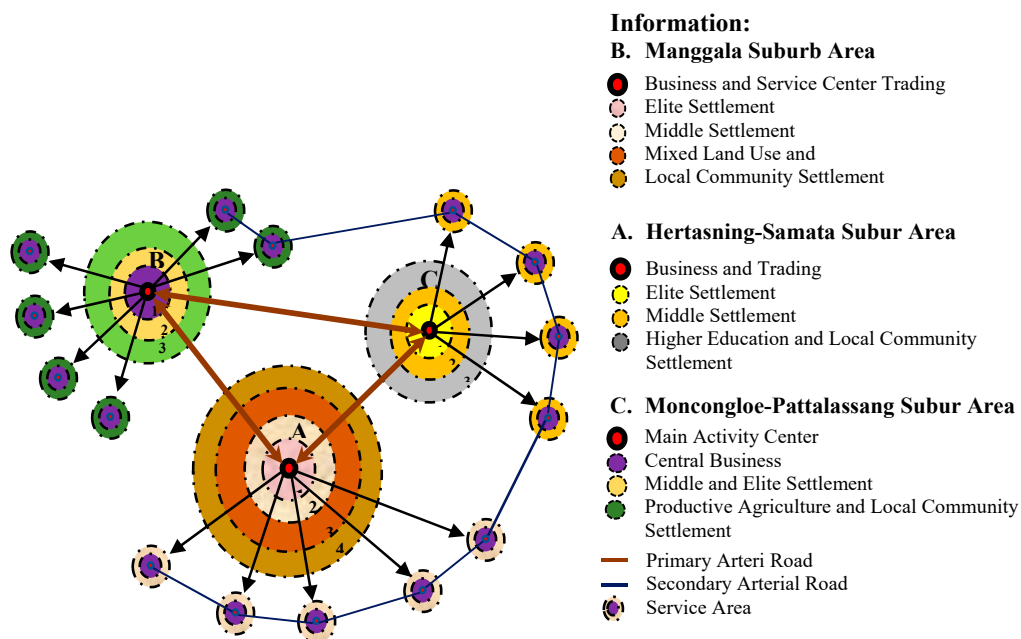 Information:
B. Manggala Suburb Area
Business and Service Center Trading
Elite Settlement
Middle Settlement
Mixed Land Use and
Local Community Settlement
A. Hertasning-Samata Subur Area
Business and Trading
Elite Settlement
Middle Settlement
Higher Education and Local Community
Settlement
C. Moncongloe-Pattalassang Subur Area
Main Activity Center
Central Business
Middle and Elite Settlement
Productive Agriculture and Local Community
Settlement
Primary Arteri Road
Secondary Arterial Road
Service Area
B
2
3
C
2
3
A
2
3
4